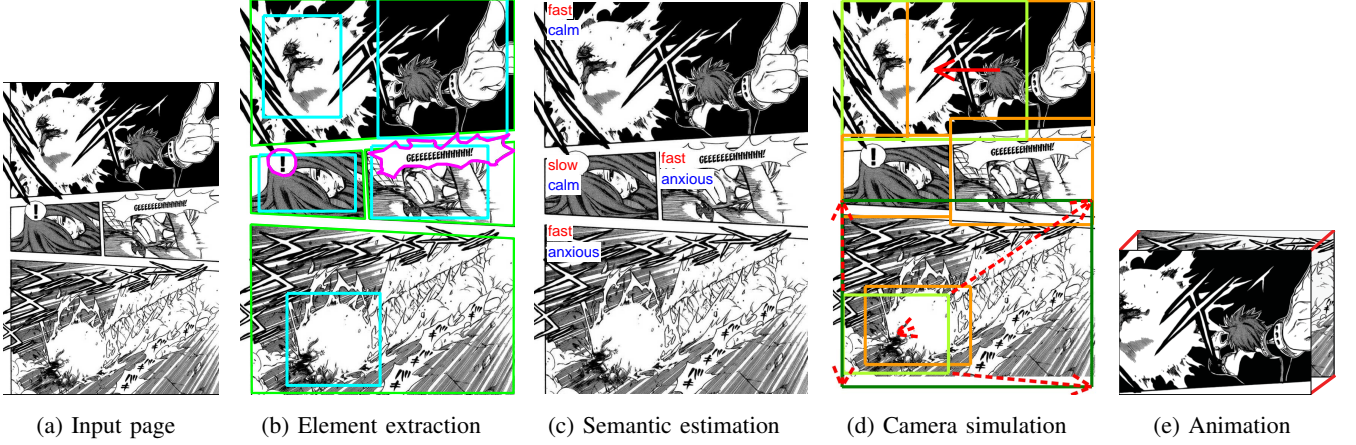 !
GEEEEEEEHHHHHH!
(a) Input page
!
GEEEEEEEHHHHHH!
(b) Element extraction
fast
calm
slow
calm
fast
anxious
GEEEEEEEHHHHHH!
fast
anxious
(c) Semantic estimation
!
GEEEEEEEHHHHHH!
(d) Camera simulation
(e) Animation